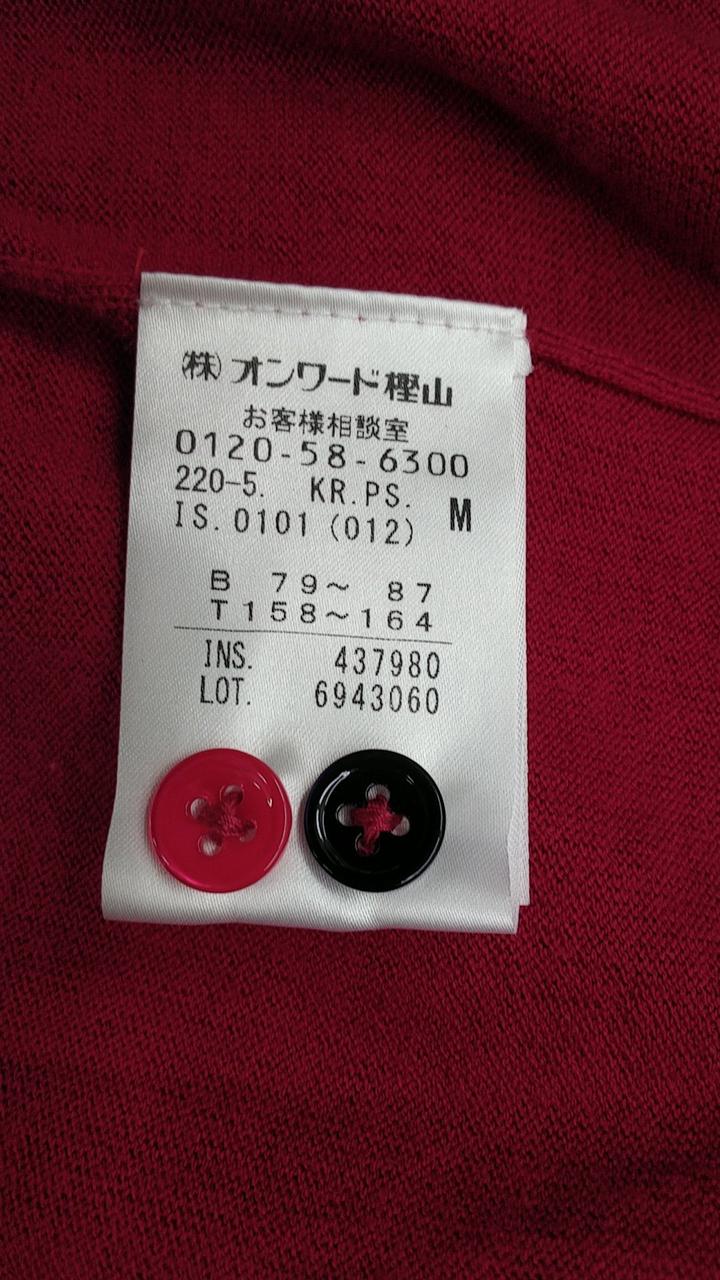 ㈱オンワード樫山
お客様相談室
0120-58-6300
220-5. KR.PS. M
IS.0101(012)
B 79～ 87
T158～164
INS. 437980
LOT. 6943060